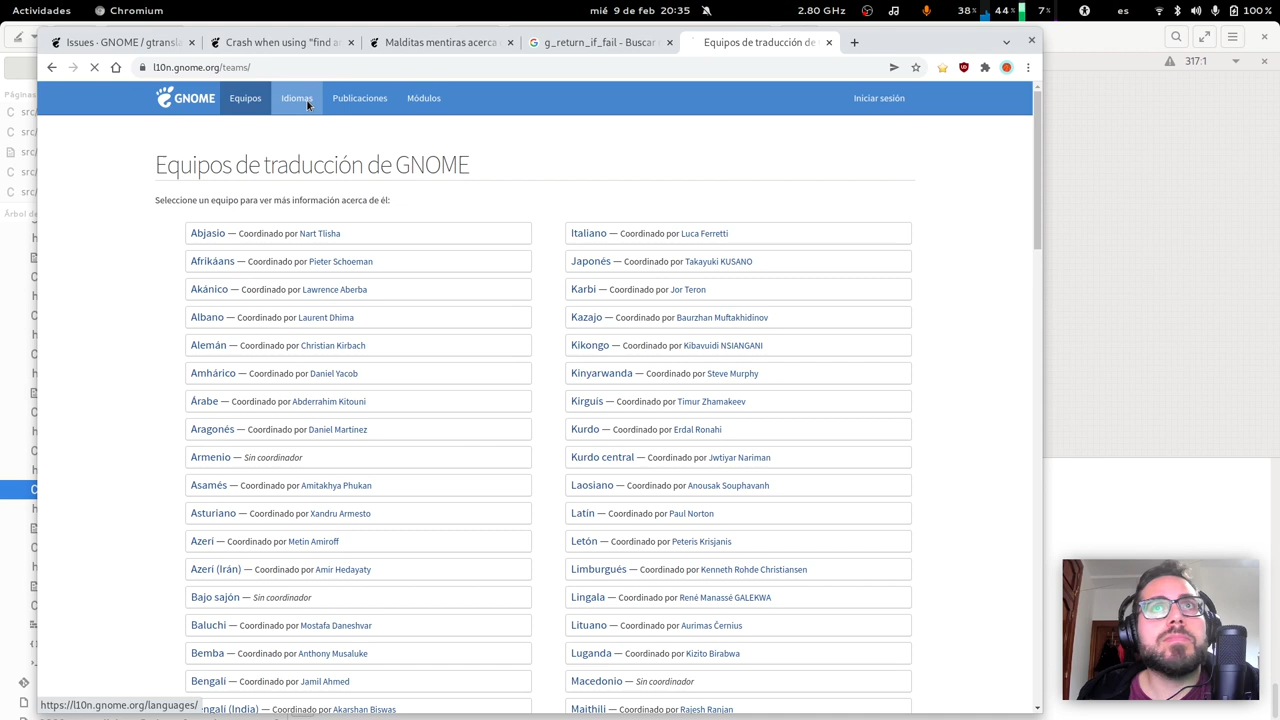 Actividades
Chromium
mié 9 de feb 20:35
2.80 GHz
38%
44%
7%
es
100 %
Issues · GNOME / gtransl
Crash when using "find an
Malditas mentiras acerca
g_return_if_fail - Buscar
Equipos de traducción de
l10n.gnome.org/teams/
317:1
Páginas
src/
src/
src/
src/
src/
Árbol de
GNOME
Equipos
Idiomas
Publicaciones
Módulos
Iniciar sesión
Equipos de traducción de GNOME
Seleccione un equipo para ver más información acerca de él:
Abjasio — Coordinado por Nart Tlisha
Afrikáans — Coordinado por Pieter Schoeman
Akánico — Coordinado por Lawrence Aberba
Albano — Coordinado por Laurent Dhima
Alemán — Coordinado por Christian Kirbach
Amhárico — Coordinado por Daniel Yacob
Árabe — Coordinado por Abderrahim Kitouni
Aragonés — Coordinado por Daniel Martinez
Armenio — Sin coordinador
Asamés — Coordinado por Amitakhya Phukan
Asturiano — Coordinado por Xandru Armesto
Azerí — Coordinado por Metin Amiroff
Azerí (Irán) — Coordinado por Amir Hedayaty
Bajo sajón — Sin coordinador
Baluchi — Coordinado por Mostafa Daneshvar
Bemba — Coordinado por Anthony Musaluke
Bengalí — Coordinado por Jamil Ahmed
engalí (India) — Coordinado por Akarshan Biswas
Italiano — Coordinado por Luca Ferretti
Japonés — Coordinado por Takayuki KUSANO
Karbi — Coordinado por Jor Teron
Kazajo — Coordinado por Baurzhan Muftakhidinov
Kikongo — Coordinado por Kibavuidi NSIANGANI
Kinyarwanda — Coordinado por Steve Murphy
Kirguís — Coordinado por Timur Zhamakeev
Kurdo — Coordinado por Erdal Ronahi
Kurdo central — Coordinado por Jwtiyar Nariman
Laosiano — Coordinado por Anousak Souphavanh
Latín — Coordinado por Paul Norton
Letón — Coordinado por Peteris Krisjanis
Limburgués — Coordinado por Kenneth Rohde Christiansen
Lingala — Coordinado por René Manassé GALEKWA
Lituano — Coordinado por Aurimas Černius
Luganda — Coordinado por Kizito Birabwa
Macedonio — Sin coordinador
Maithili — Coordinado por Rajesh Ranjan
https://l10n.gnome.org/languages/